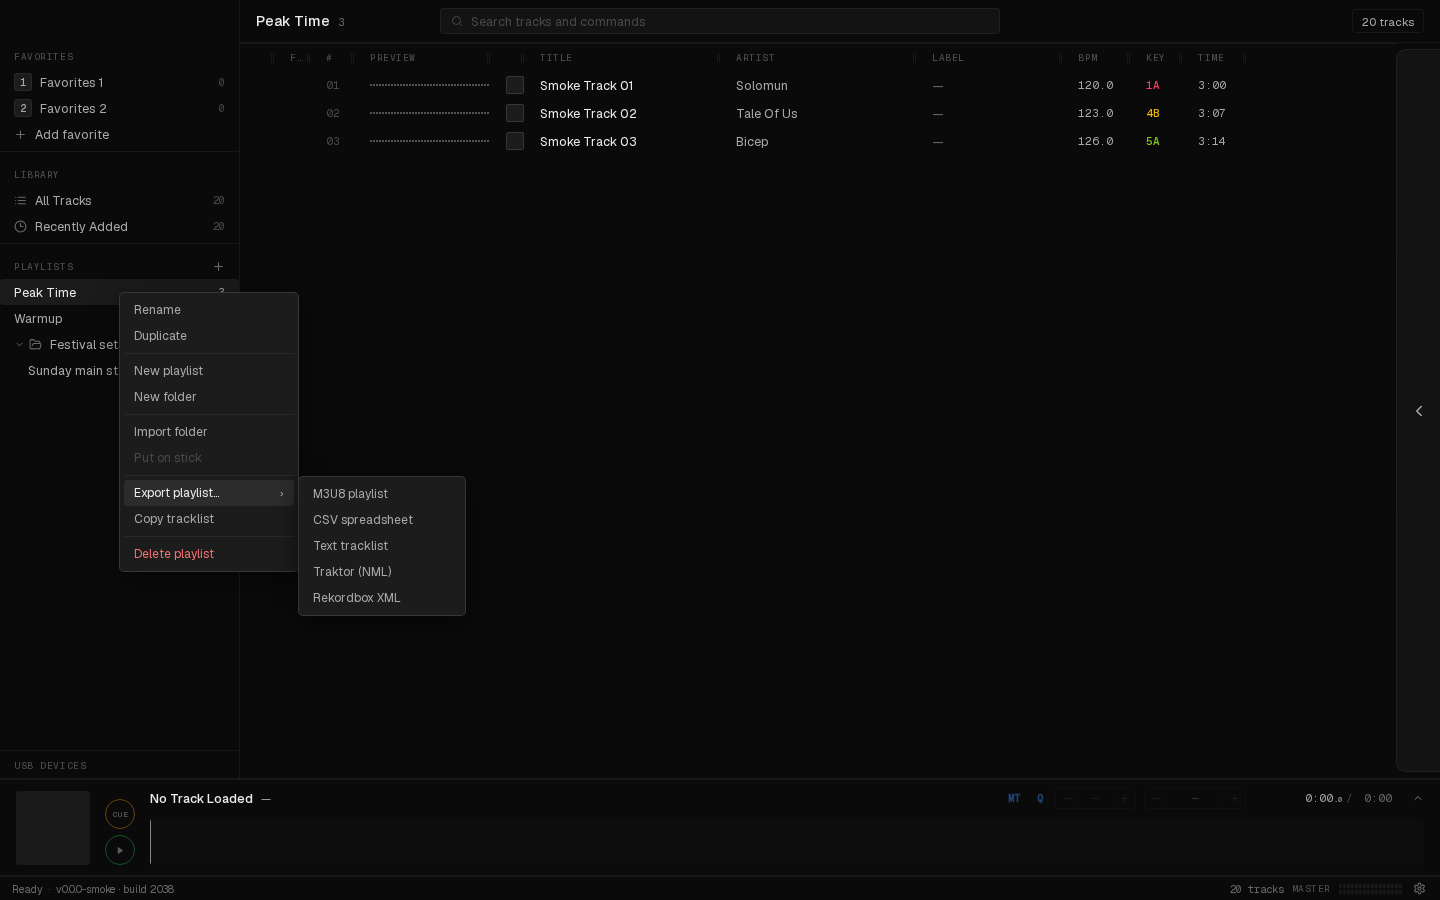 Peak Time 3
Search tracks and commands
20 tracks
FAVORITES
1 Favorites 1 0
2 Favorites 2 0
Add favorite
LIBRARY
All Tracks 20
Recently Added 20
PLAYLISTS
Peak Time
Warmup
Festival set
Sunday main st
F… # PREVIEW TITLE ARTIST LABEL BPM KEY TIME
01 Smoke Track 01 Solomun — 120.0 1A 3:00
02 Smoke Track 02 Tale Of Us — 123.0 4B 3:07
03 Smoke Track 03 Bicep — 126.0 5A 3:14
Rename
Duplicate
New playlist
New folder
Import folder
Put on stick
Export playlist… ›
Copy tracklist
Delete playlist
M3U8 playlist
CSV spreadsheet
Text tracklist
Traktor (NML)
Rekordbox XML
USB DEVICES
CUE
No Track Loaded —
MT Q − — + − — +
0:00.0 / 0:00
Ready · v0.0.0-smoke · build 2038
20 tracks MASTER